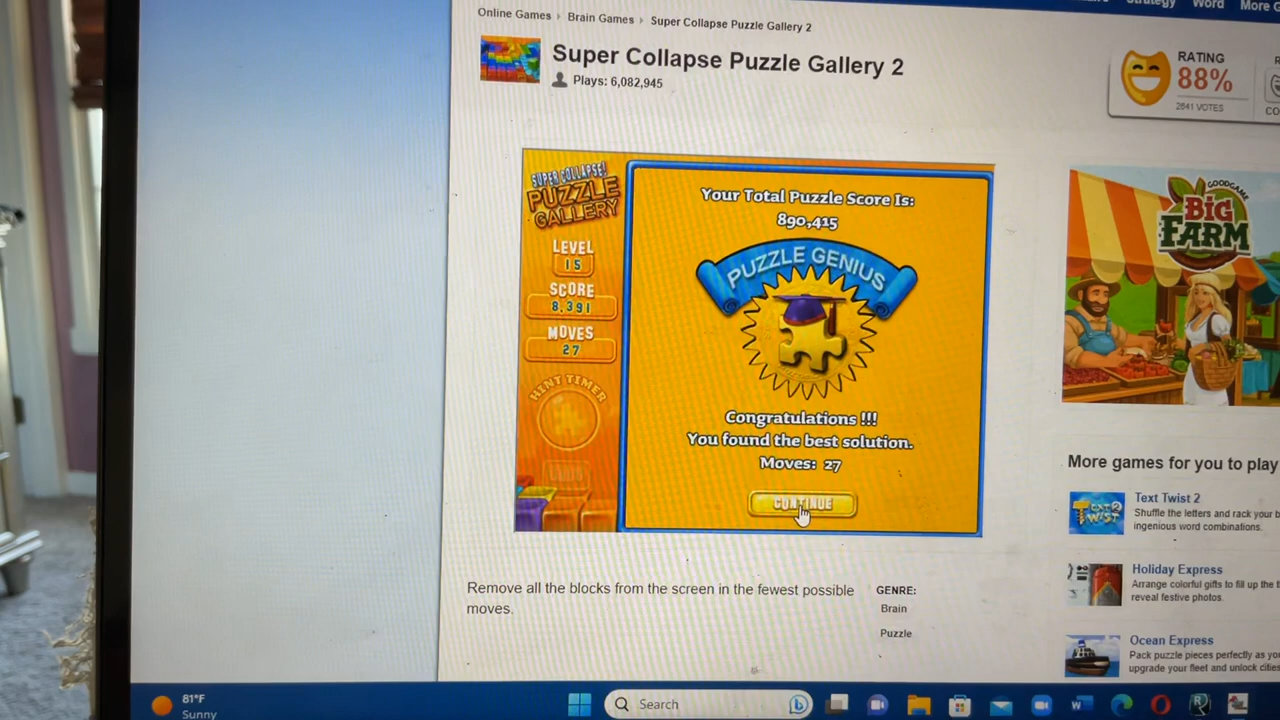 Strategy Word More G
Online Games › Brain Games › Super Collapse Puzzle Gallery 2
Super Collapse Puzzle Gallery 2
Plays: 6,082,945
RATING
88%
2641 VOTES
CO
SUPER COLLAPSE!
PUZZLE
GALLERY
LEVEL
15
SCORE
8,391
MOVES
27
HINT TIMER
Your Total Puzzle Score Is:
890,415
PUZZLE GENIUS
Congratulations !!!
You found the best solution.
Moves: 27
CONTINUE
GOODGAME
BIG
FARM
More games for you to play
Text Twist 2
Shuffle the letters and rack your b
ingenious word combinations.
Holiday Express
Arrange colorful gifts to fill up the t
reveal festive photos.
Ocean Express
Pack puzzle pieces perfectly as you
upgrade your fleet and unlock cities
Remove all the blocks from the screen in the fewest possible
moves.
GENRE:
Brain
Puzzle
81°F
Sunny
Search